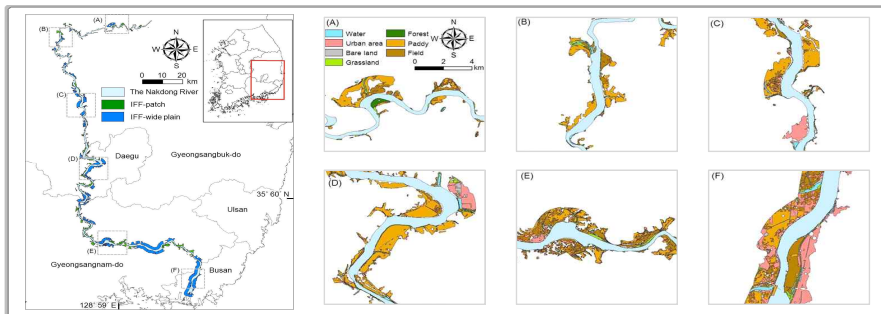 (A)
(B)
N
W E
S
0 10 20
km
(C)
The Nakdong River
IFF-patch
IFF-wide plain
(D)
Daegu
Gyeongsangbuk-do
35° 60' N
Ulsan
(E)
Gyeongsangnam-do
(F)
Busan
128° 59' E
(A)
Water
Urban area
Bare land
Grassland
Forest
Paddy
Field
N
W E
S
0 2 4
km
(B)
(C)
(D)
(E)
(F)